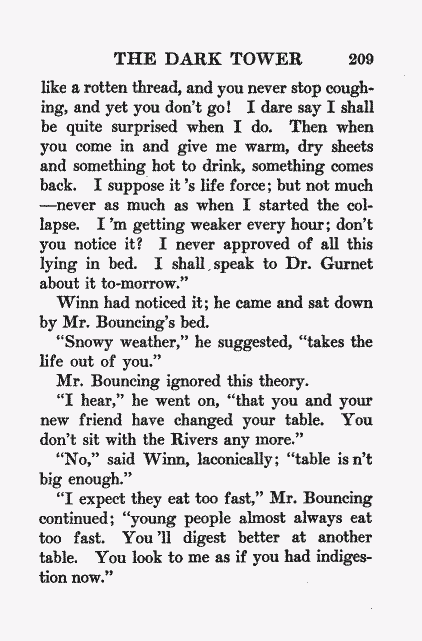 THE DARK TOWER 209
like a rotten thread, and you never stop cough-
ing, and yet you don't go! I dare say I shall
be quite surprised when I do. Then when
you come in and give me warm, dry sheets
and something hot to drink, something comes
back. I suppose it 's life force; but not much
—never as much as when I started the col-
lapse. I 'm getting weaker every hour; don't
you notice it? I never approved of all this
lying in bed. I shall speak to Dr. Gurnet
about it to-morrow."
Winn had noticed it; he came and sat down
by Mr. Bouncing's bed.
"Snowy weather," he suggested, "takes the
life out of you."
Mr. Bouncing ignored this theory.
"I hear," he went on, "that you and your
new friend have changed your table. You
don't sit with the Rivers any more."
"No," said Winn, laconically; "table is n't
big enough."
"I expect they eat too fast," Mr. Bouncing
continued; "young people almost always eat
too fast. You 'll digest better at another
table. You look to me as if you had indiges-
tion now."